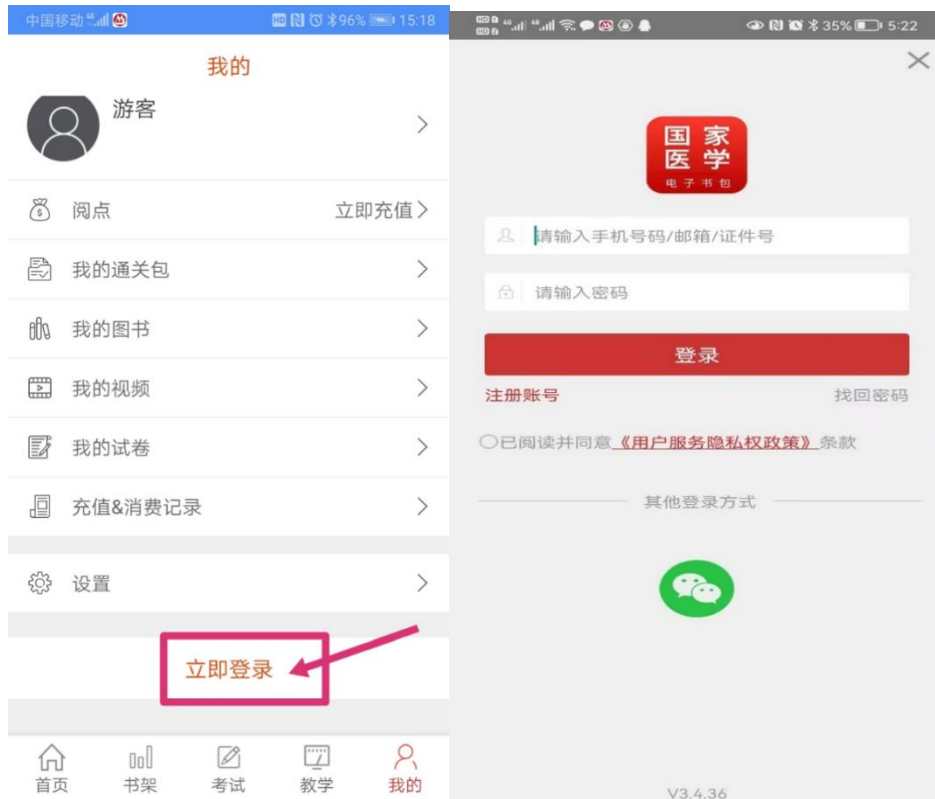 中国移动 96% 15:18
我的
游客
阅点 立即充值
我的通关包
我的图书
我的视频
我的试卷
充值&消费记录
设置
立即登录
首页 书架 考试 教学 我的
35% 5:22
国家
医学
电子书包
请输入手机号码/邮箱/证件号
请输入密码
登录
注册账号 找回密码
已阅读并同意《用户服务隐私权政策》条款
其他登录方式
V3.4.36